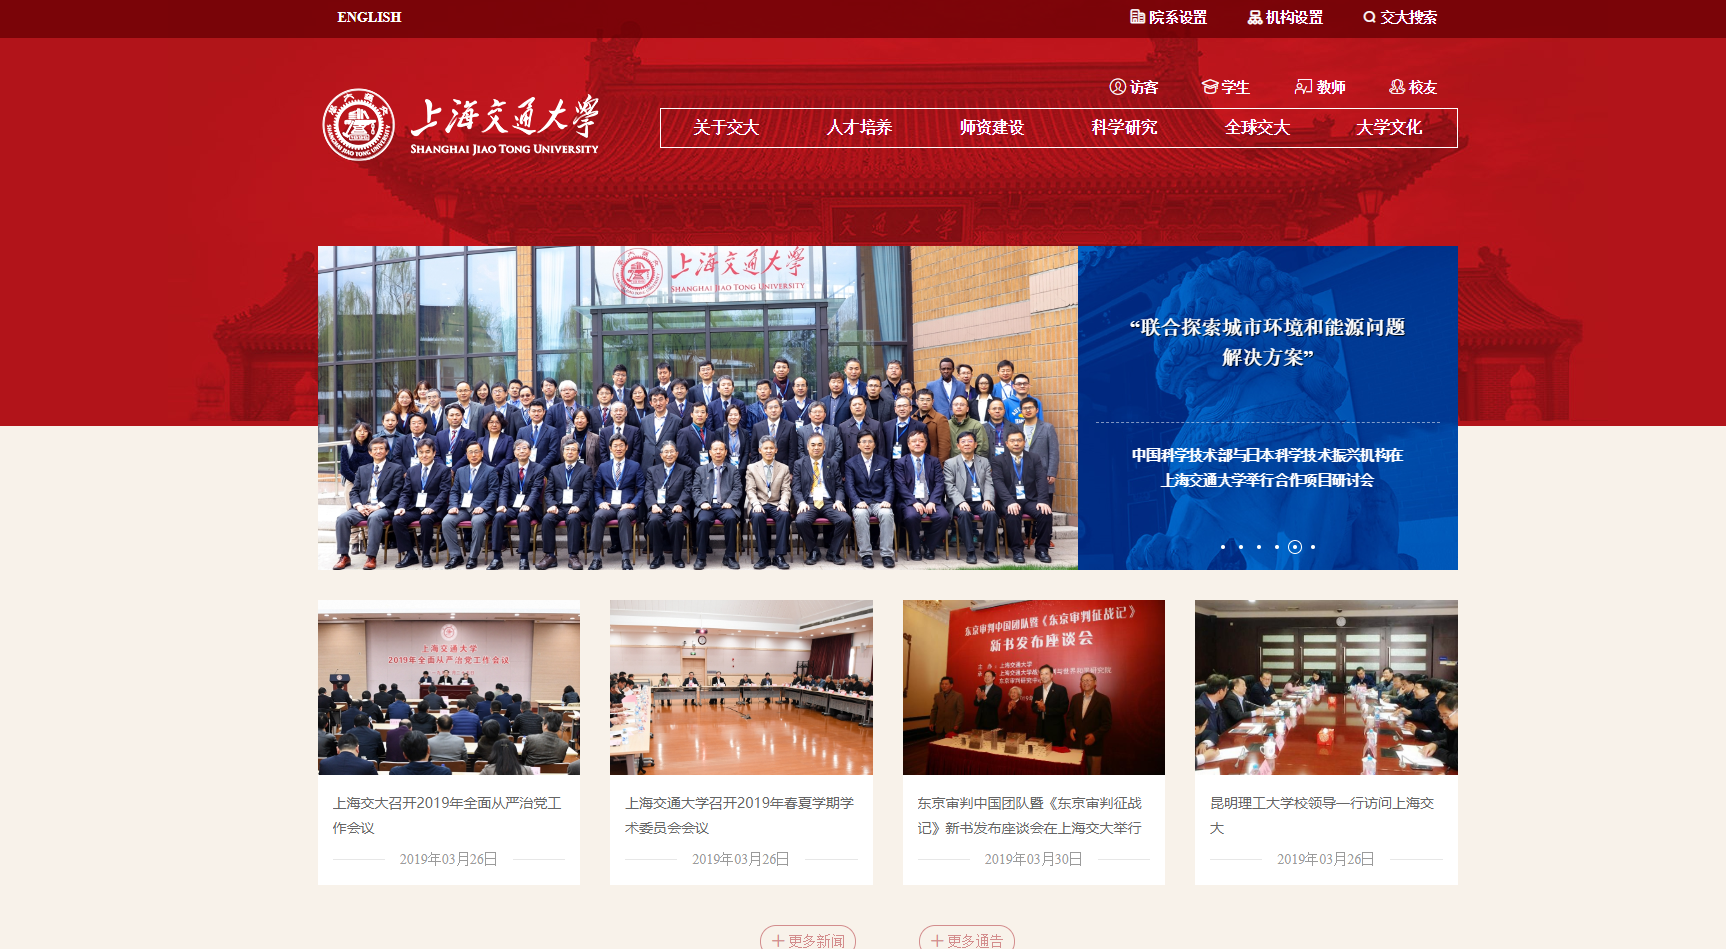 ENGLISH
院系设置
机构设置
交大搜索
访客
学生
教师
校友
上海交通大学
SHANGHAI JIAO TONG UNIVERSITY
关于交大
人才培养
师资建设
科学研究
全球交大
大学文化
交通大学
上海交通大学
SHANGHAI JIAO TONG UNIVERSITY
“联合探索城市环境和能源问题
解决方案”
中国科学技术部与日本科学技术振兴机构在
上海交通大学举行合作项目研讨会
上海交通大学
2019年全面从严治党工作会议
东京审判中国团队暨《东京审判征战记》
新书发布座谈会
上海交大召开2019年全面从严治党工
作会议
2019年03月26日
上海交通大学召开2019年春夏学期学
术委员会会议
2019年03月26日
东京审判中国团队暨《东京审判征战
记》新书发布座谈会在上海交大举行
2019年03月30日
昆明理工大学校领导一行访问上海交
大
2019年03月26日
更多新闻
更多通告